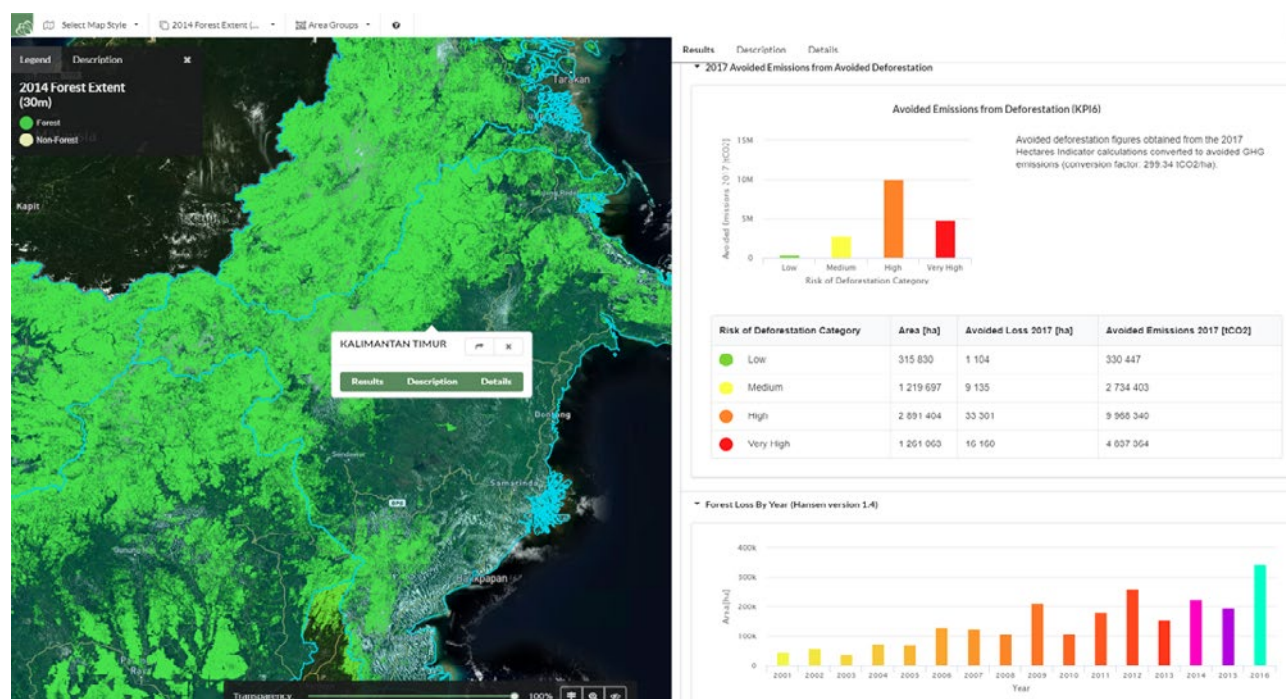 Select Map Style
2014 Forest Extent (...
Area Groups
Legend Description
2014 Forest Extent
(30m)
Forest
Non-Forest
Kapit
Tarakan
KALIMANTAN TIMUR
Results Description Details
Bontang
Sendawar
Samarinda
Balikpapan
Transparency 100%
Results Description Details
2017 Avoided Emissions from Avoided Deforestation
Avoided Emissions from Deforestation (KPI6)
Avoided Emissions 2017 [tCO2]
15M
10M
5M
0
Low Medium High Very High
Risk of Deforestation Category
Avoided deforestation figures obtained from the 2017
Hectares Indicator calculations converted to avoided GHG
emissions (conversion factor: 299.34 tCO2/ha).
Risk of Deforestation Category Area [ha] Avoided Loss 2017 [ha] Avoided Emissions 2017 [tCO2]
Low 315 830 1 104 330 447
Medium 1 219 697 9 135 2 734 403
High 2 891 404 33 301 9 968 340
Very High 1 261 063 16 160 4 837 364
Forest Loss By Year (Hansen version 1.4)
Area [ha]
400k
300k
200k
100k
0
2001 2002 2003 2004 2005 2006 2007 2008 2009 2010 2011 2012 2013 2014 2015 2016
Year